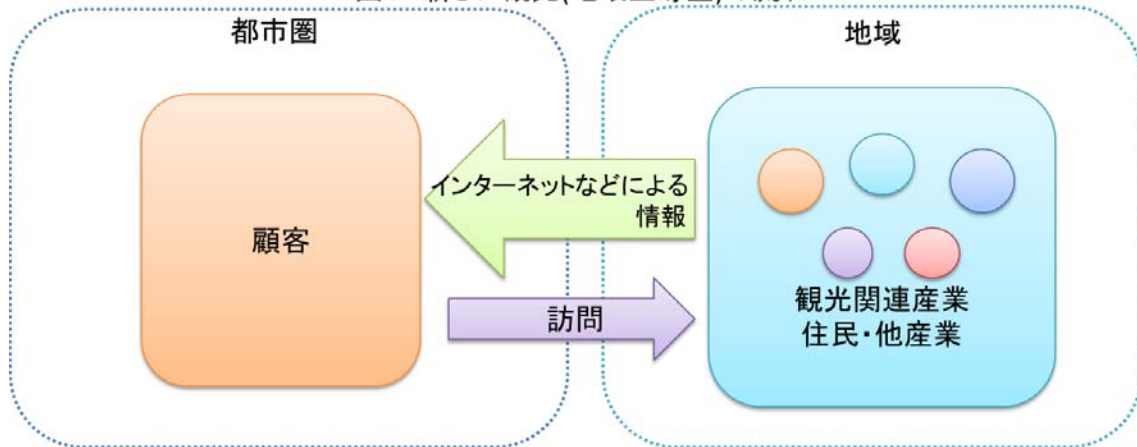 都市圏
地域
インターネットなどによる
情報
顧客
訪問
観光関連産業
住民・他産業